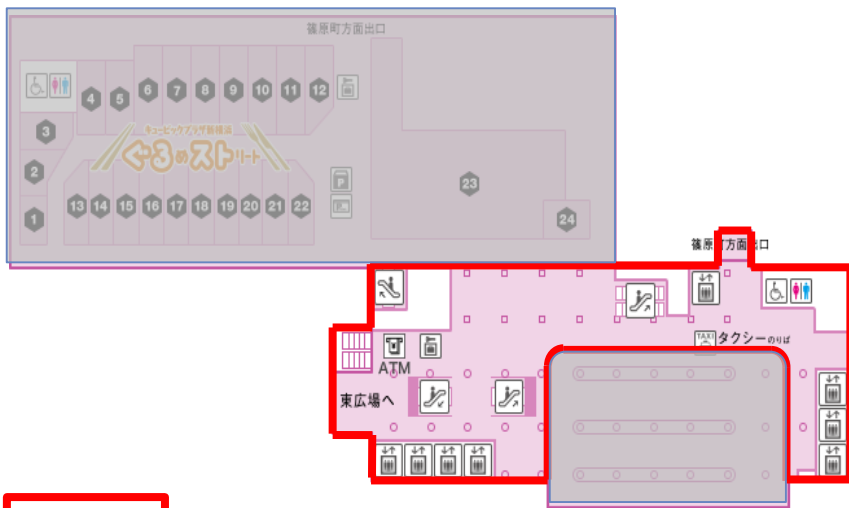 篠原町方面出口
4 5 6 7 8 9 10 11 12
3
キュービックプラザ新横浜
ぐるめストリート
2
P
23
1 13 14 15 16 17 18 19 20 21 22
24
篠原町方面出口
TAXI タクシーのりば
ATM
東広場へ